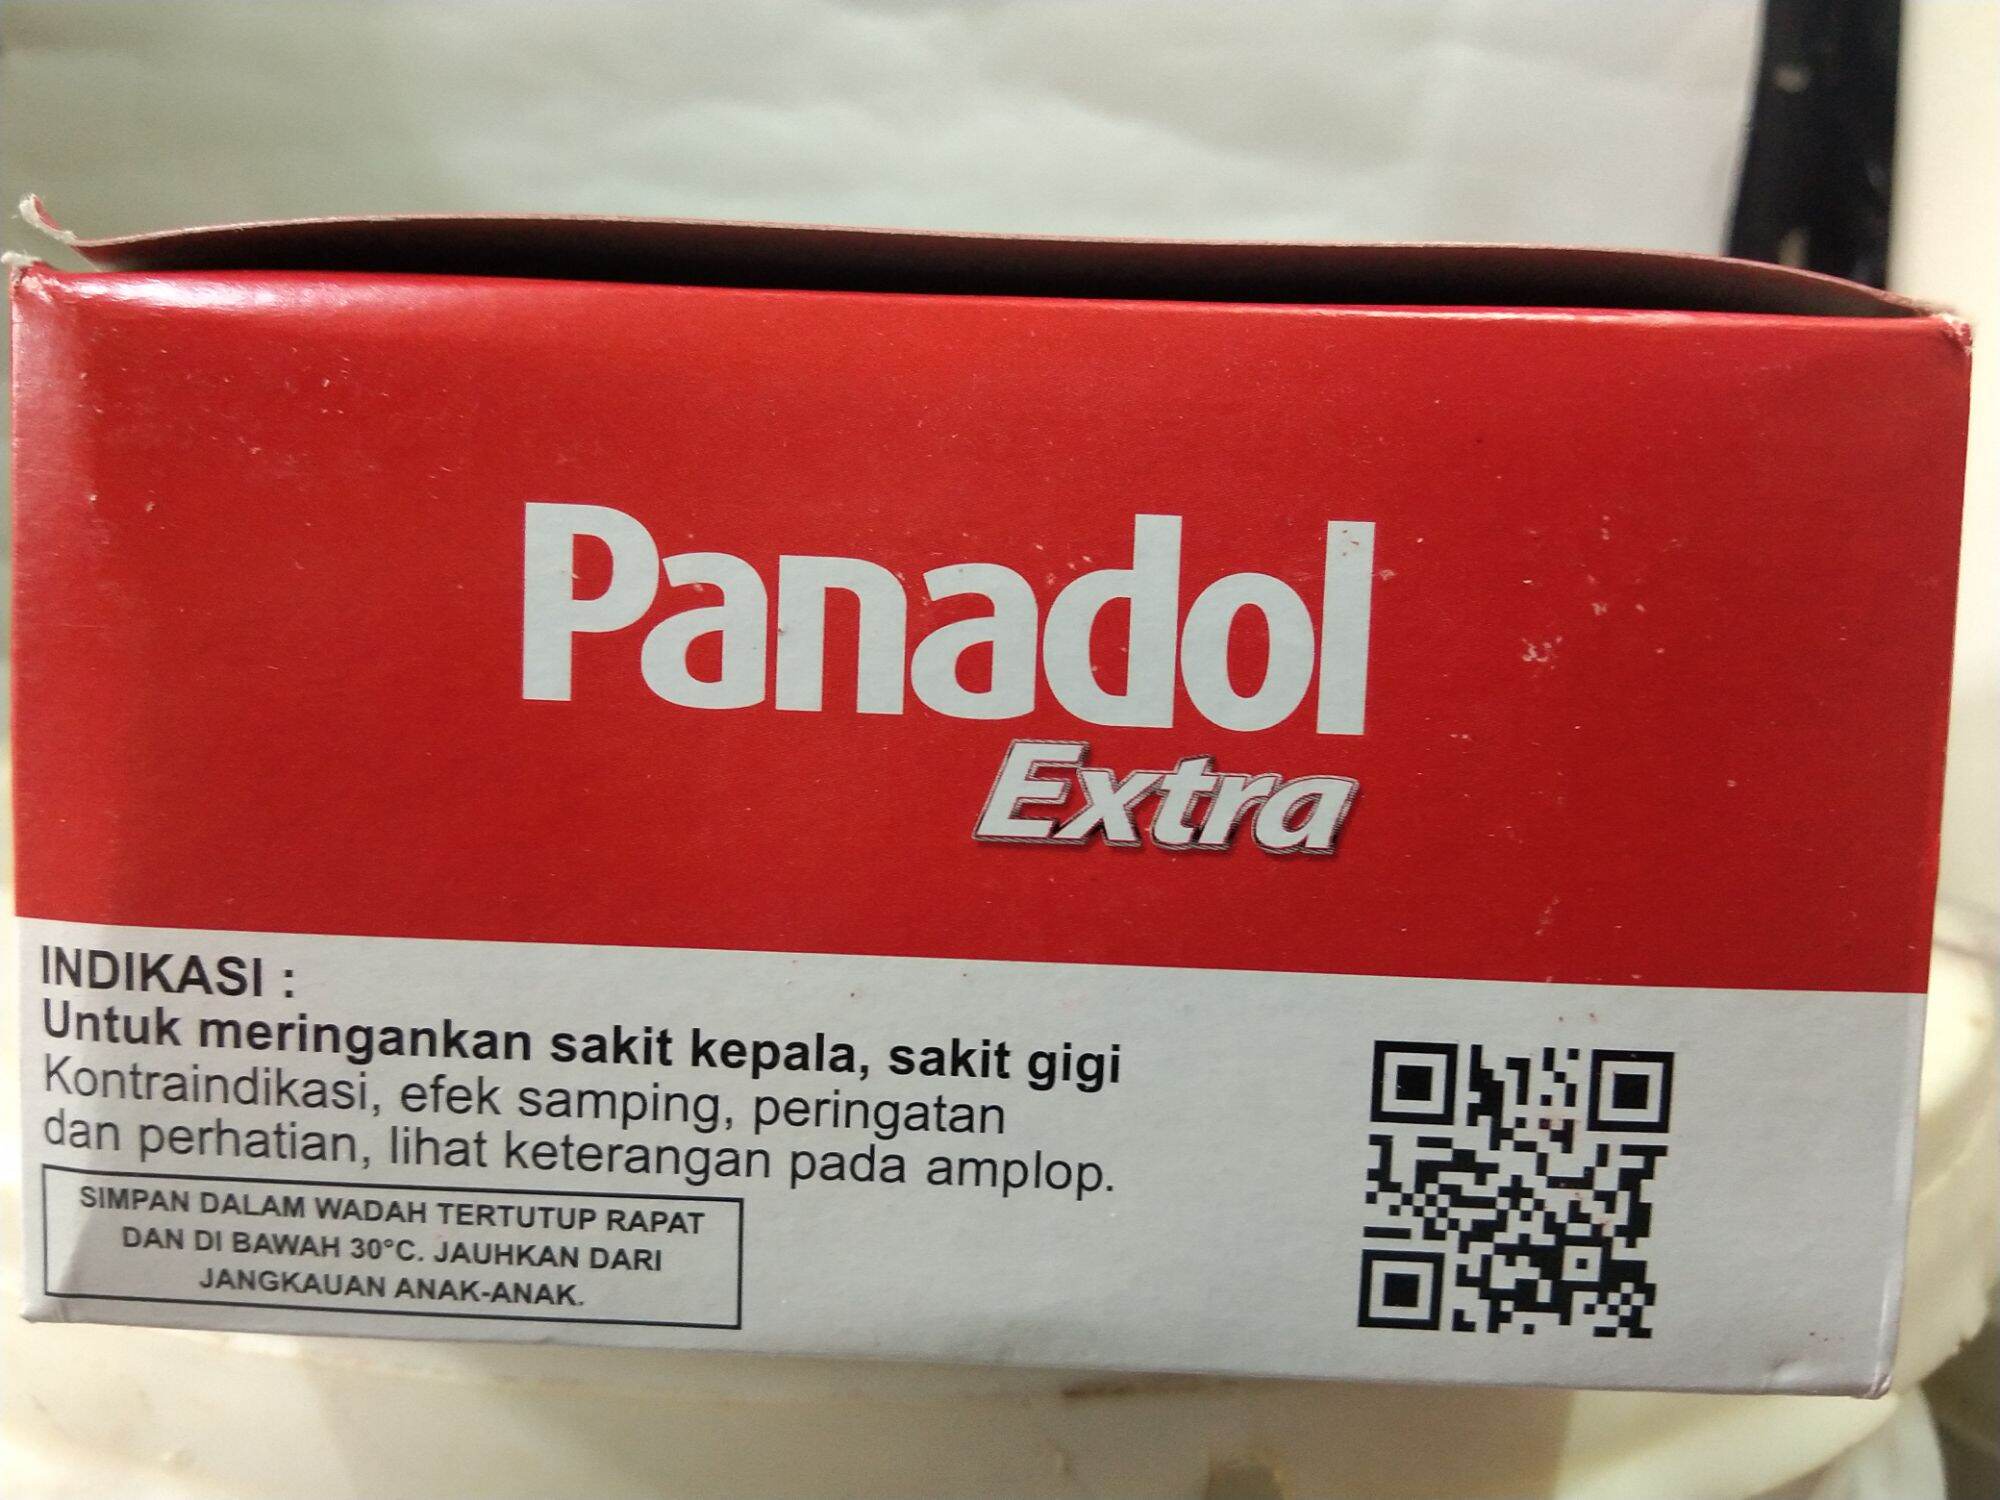 Panadol
Extra
INDIKASI :
Untuk meringankan sakit kepala, sakit gigi
Kontraindikasi, efek samping, peringatan
dan perhatian, lihat keterangan pada amplop.
SIMPAN DALAM WADAH TERTUTUP RAPAT
DAN DI BAWAH 30°C. JAUHKAN DARI
JANGKAUAN ANAK-ANAK.